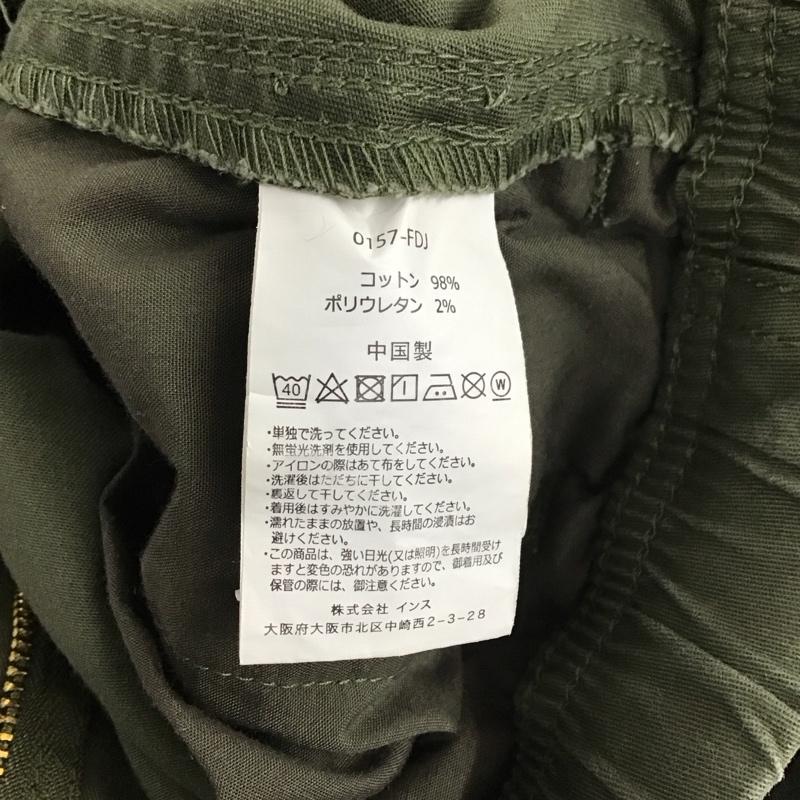 0157-FDJ
コットン 98%
ポリウレタン 2%
中国製
40
W
・単独で洗ってください。
・無蛍光洗剤を使用してください。
・アイロンの際はあて布をしてください。
・洗濯後はただちに干してください。
・裏返して干してください。
・着用後はすみやかに洗濯してください。
・濡れたままの放置や、長時間の浸漬はお
避けください。
・この商品は、強い日光(又は照明)を長時間受け
ますと変色の恐れがありますので、御着用及び
保管の際には、御注意ください。
株式会社 インス
大阪府大阪市北区中崎西2-3-28